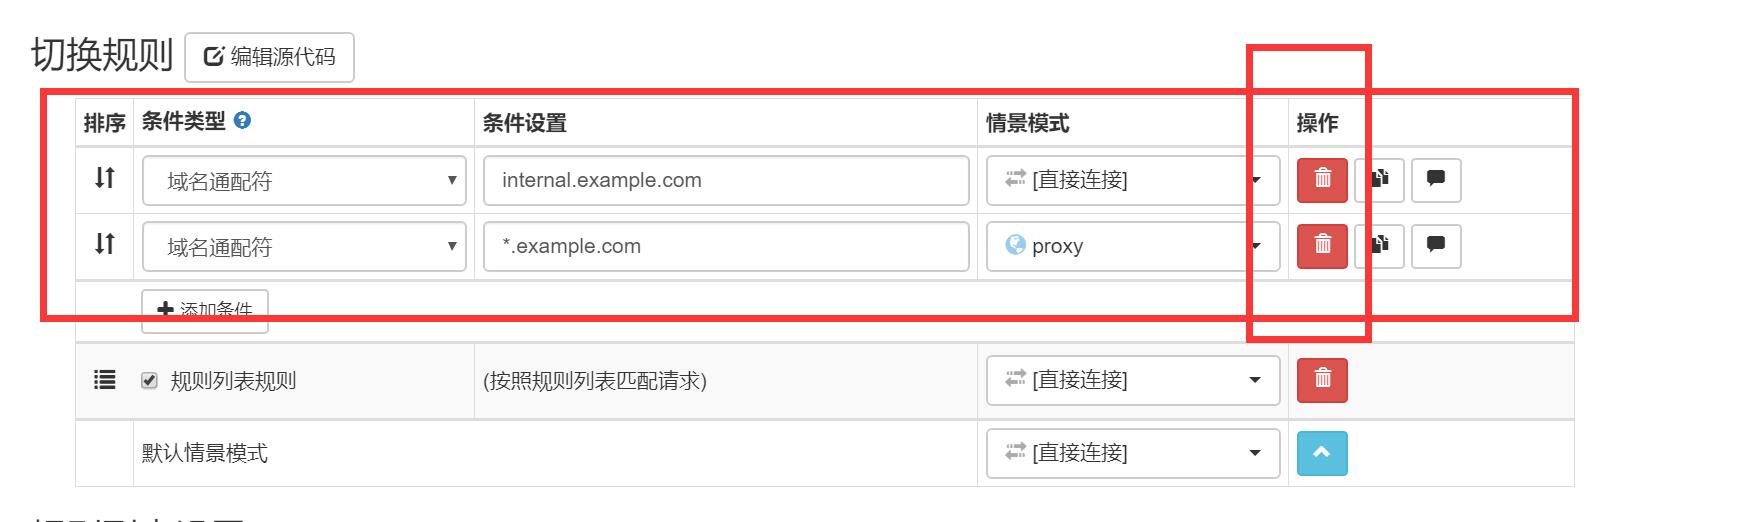 切换规则 编辑源代码
排序 条件类型 条件设置 情景模式 操作
域名通配符 internal.example.com [直接连接]
域名通配符 *.example.com proxy
添加条件
规则列表规则 (按照规则列表匹配请求) [直接连接]
默认情景模式 [直接连接]